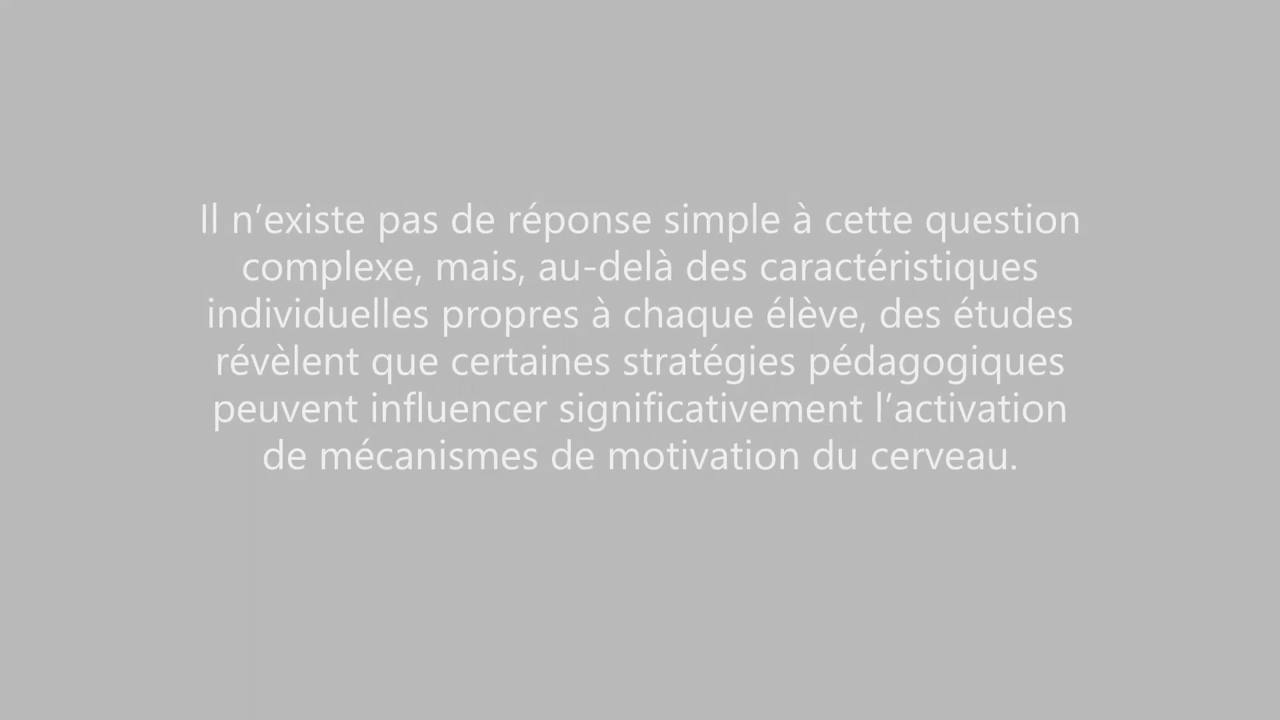 Il n’existe pas de réponse simple à cette question
complexe, mais, au-delà des caractéristiques
individuelles propres à chaque élève, des études
révèlent que certaines stratégies pédagogiques
peuvent influencer significativement l’activation
de mécanismes de motivation du cerveau.